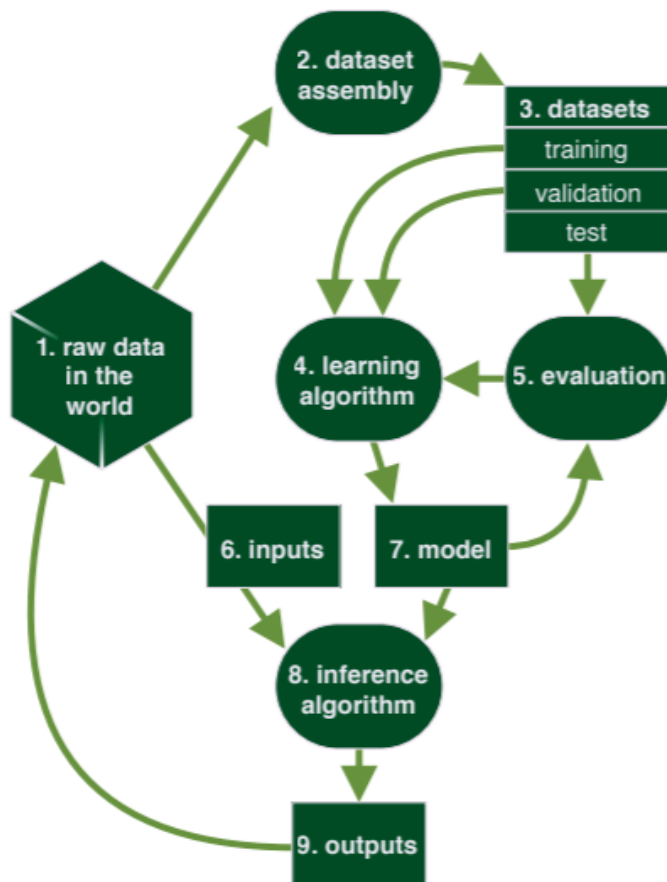 2. dataset
assembly
3. datasets
training
validation
test
1. raw data
in the
world
4. learning
algorithm
5. evaluation
6. inputs
7. model
8. inference
algorithm
9. outputs